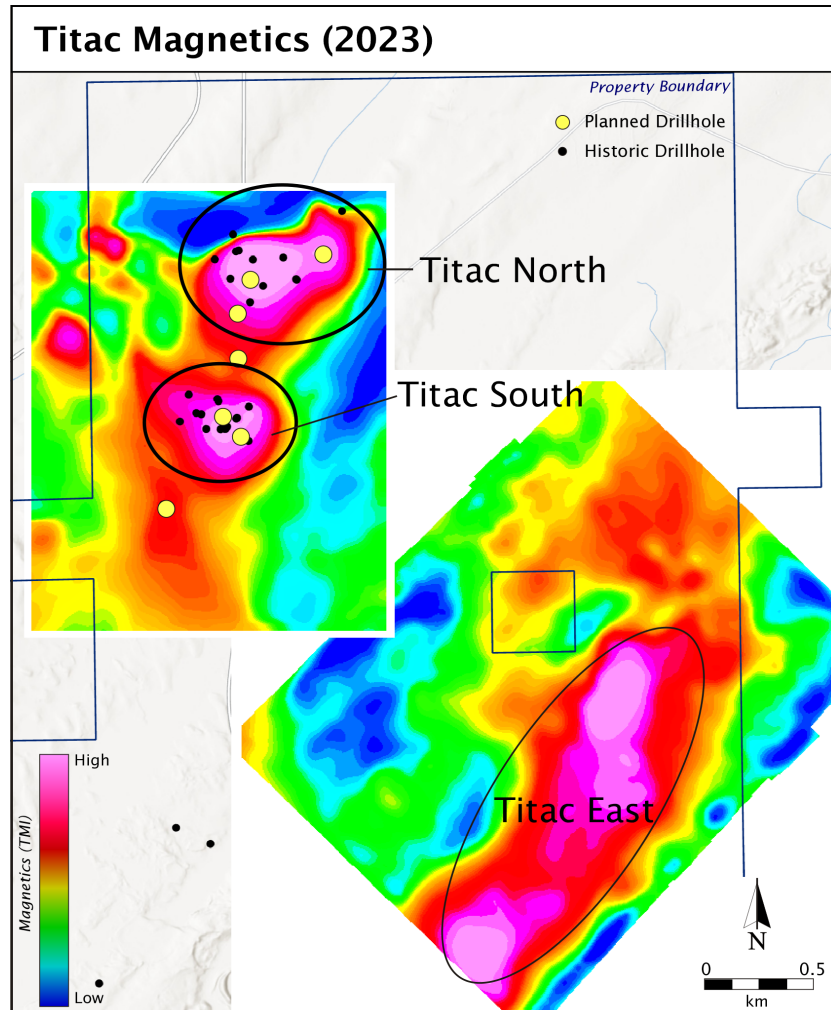 Titac Magnetics (2023)
Property Boundary
Planned Drillhole
Historic Drillhole
Titac North
Titac South
Titac East
High
Magnetics (TMI)
Low
N
0 0.5
km